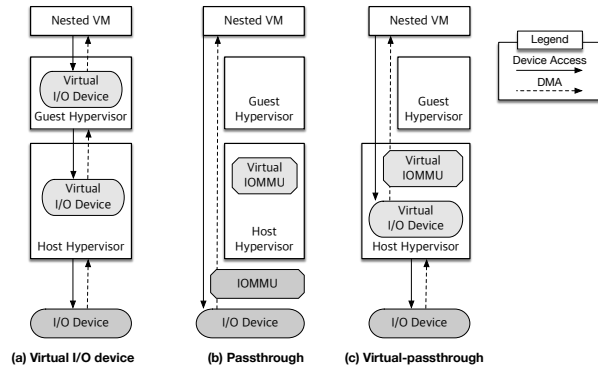 Nested VM
Virtual
I/O Device
Guest Hypervisor
Virtual
I/O Device
Host Hypervisor
I/O Device
(a) Virtual I/O device
Nested VM
Guest
Hypervisor
Virtual
IOMMU
Host
Hypervisor
IOMMU
I/O Device
(b) Passthrough
Nested VM
Guest
Hypervisor
Virtual
IOMMU
Virtual
I/O Device
Host Hypervisor
I/O Device
(c) Virtual-passthrough
Legend
Device Access
DMA